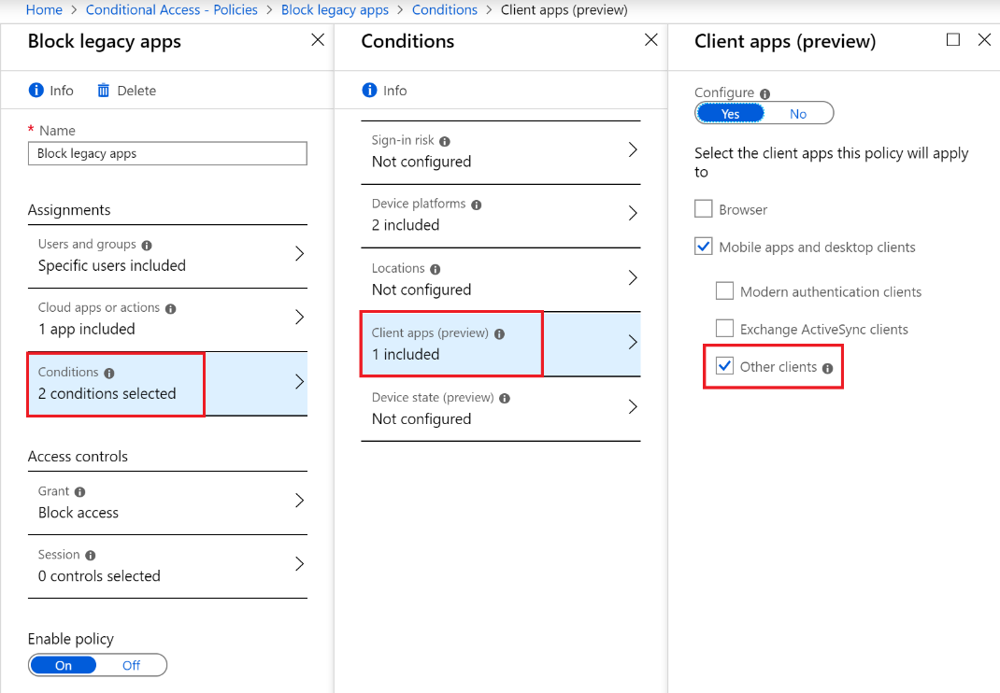 Home > Conditional Access - Policies > Block legacy apps > Conditions > Client apps (preview)
Block legacy apps
Info Delete
* Name
Block legacy apps
Assignments
Users and groups
Specific users included
Cloud apps or actions
1 app included
Conditions
2 conditions selected
Access controls
Grant
Block access
Session
0 controls selected
Enable policy
On Off
Conditions
Info
Sign-in risk
Not configured
Device platforms
2 included
Locations
Not configured
Client apps (preview)
1 included
Device state (preview)
Not configured
Client apps (preview)
Configure
Yes No
Select the client apps this policy will apply
to
Browser
Mobile apps and desktop clients
Modern authentication clients
Exchange ActiveSync clients
Other clients